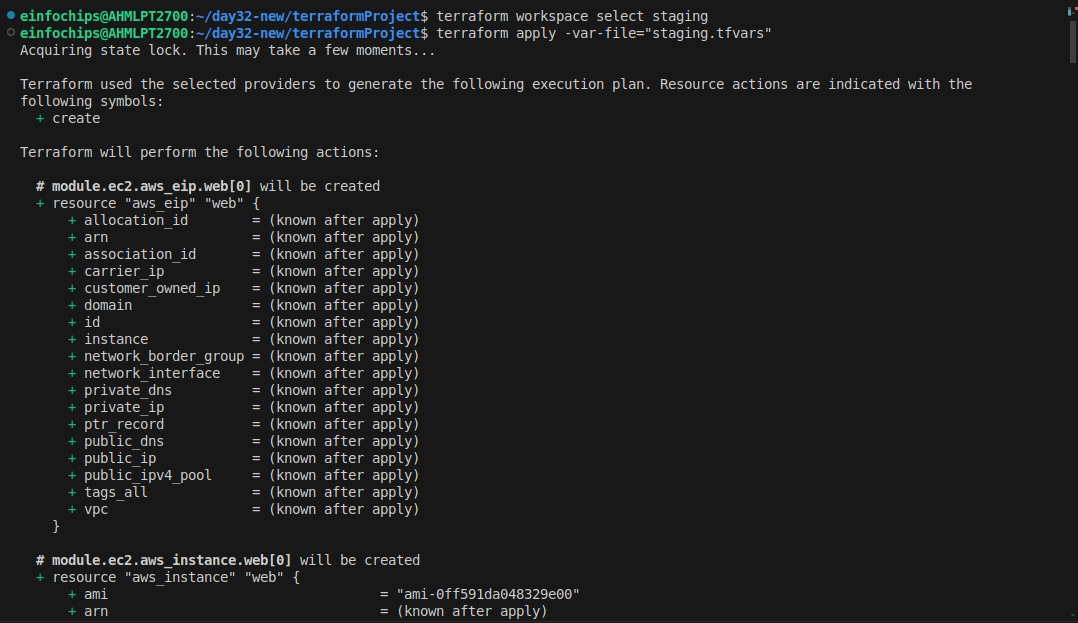 einfochips@AHMLPT2700:~/day32-new/terraformProject$ terraform workspace select staging
einfochips@AHMLPT2700:~/day32-new/terraformProject$ terraform apply -var-file="staging.tfvars"
Acquiring state lock. This may take a few moments...
Terraform used the selected providers to generate the following execution plan. Resource actions are indicated with the
following symbols:
  + create
Terraform will perform the following actions:
  # module.ec2.aws_eip.web[0] will be created
  + resource "aws_eip" "web" {
      + allocation_id        = (known after apply)
      + arn                  = (known after apply)
      + association_id       = (known after apply)
      + carrier_ip           = (known after apply)
      + customer_owned_ip    = (known after apply)
      + domain               = (known after apply)
      + id                   = (known after apply)
      + instance             = (known after apply)
      + network_border_group = (known after apply)
      + network_interface    = (known after apply)
      + private_dns          = (known after apply)
      + private_ip           = (known after apply)
      + ptr_record           = (known after apply)
      + public_dns           = (known after apply)
      + public_ip            = (known after apply)
      + public_ipv4_pool     = (known after apply)
      + tags_all             = (known after apply)
      + vpc                  = (known after apply)
    }
  # module.ec2.aws_instance.web[0] will be created
  + resource "aws_instance" "web" {
      + ami                                  = "ami-0ff591da048329e00"
      + arn                                  = (known after apply)